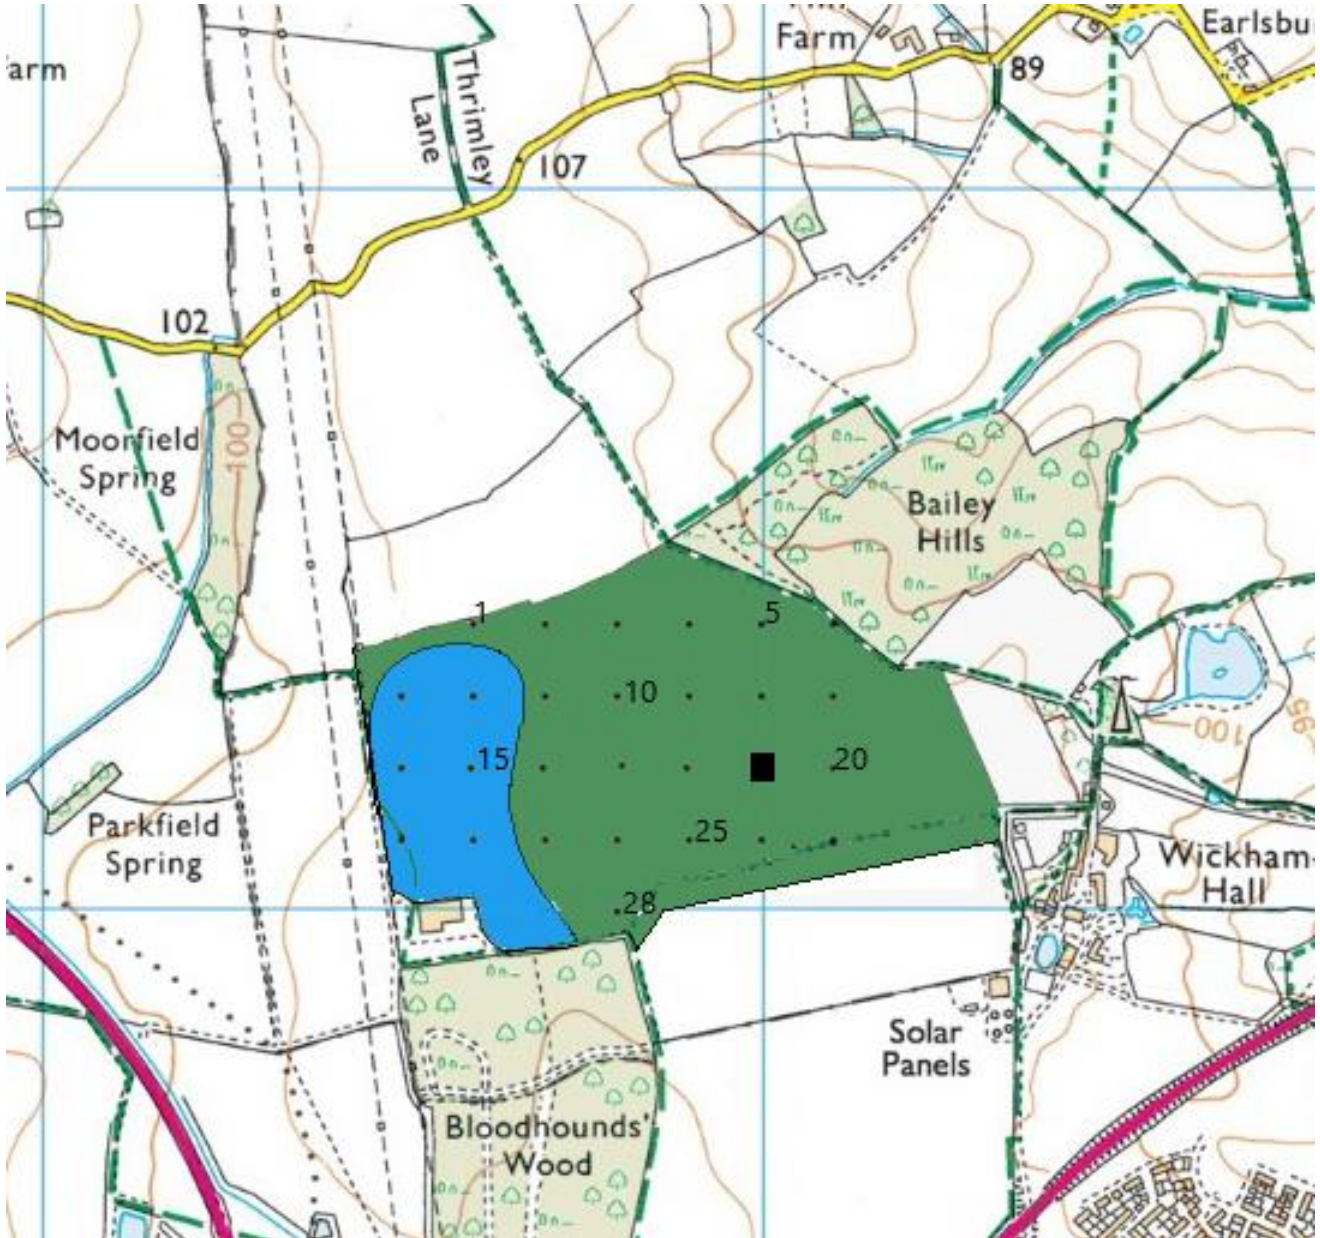 Farm
Earlsbu
arm
89
Thrimley
Lane
107
102
Moorfield
Spring
100
Bailey
Hills
1
5
10
15
20
100
95
Parkfield
Spring
25
Wickham-
Hall
28
Solar
Panels
Bloodhounds'
Wood